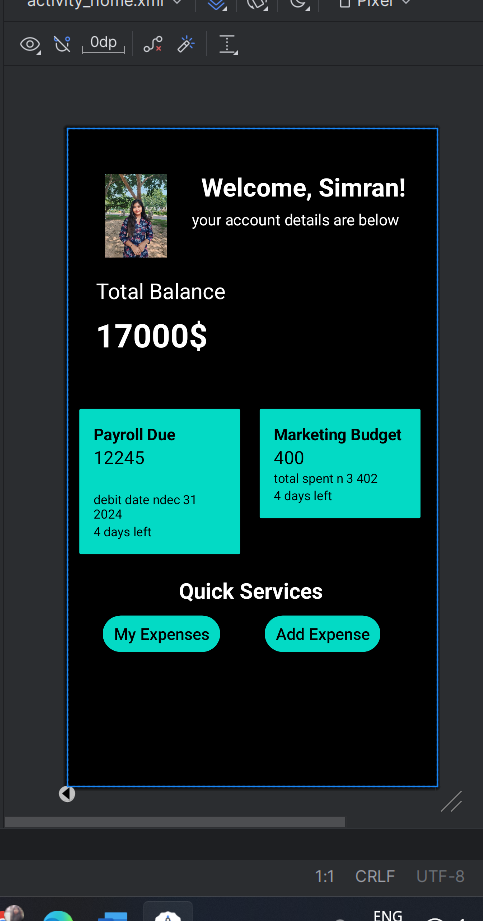 activity_home.xml
Pixel
0dp
Welcome, Simran!
your account details are below
Total Balance
17000$
Payroll Due
12245
debit date ndec 31
2024
4 days left
Marketing Budget
400
total spent n 3 402
4 days left
Quick Services
My Expenses
Add Expense
1:1
CRLF
UTF-8
ENG